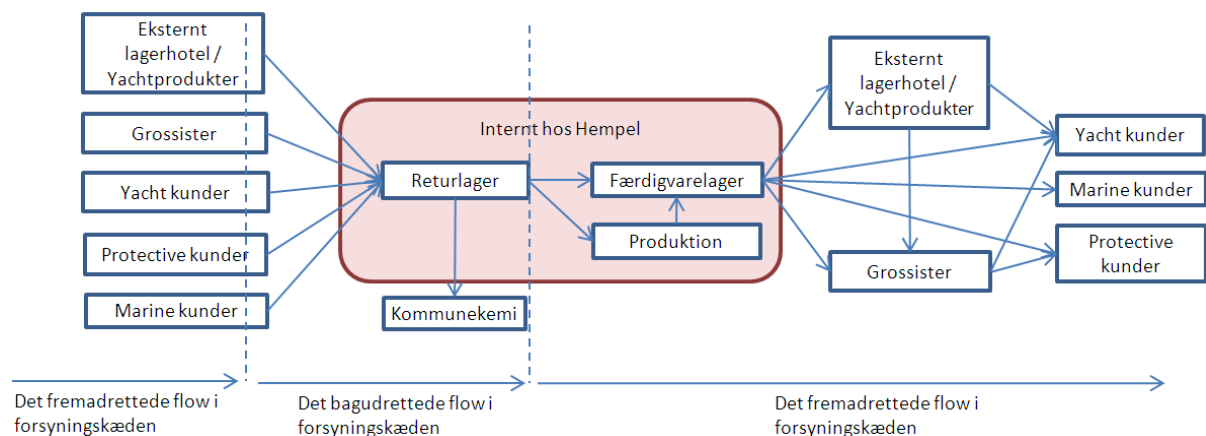 Eksternt
lagerhotel /
Yachtprodukter
Grossister
Yacht kunder
Protective kunder
Marine kunder
Internt hos Hempel
Returlager
Færdigvarelager
Produktion
Kommunekemi
Eksternt
lagerhotel /
Yachtprodukter
Grossister
Yacht kunder
Marine kunder
Protective
kunder
Det fremadrettede flow i
forsyningskæden
Det bagudrettede flow i
forsyningskæden
Det fremadrettede flow i
forsyningskæden